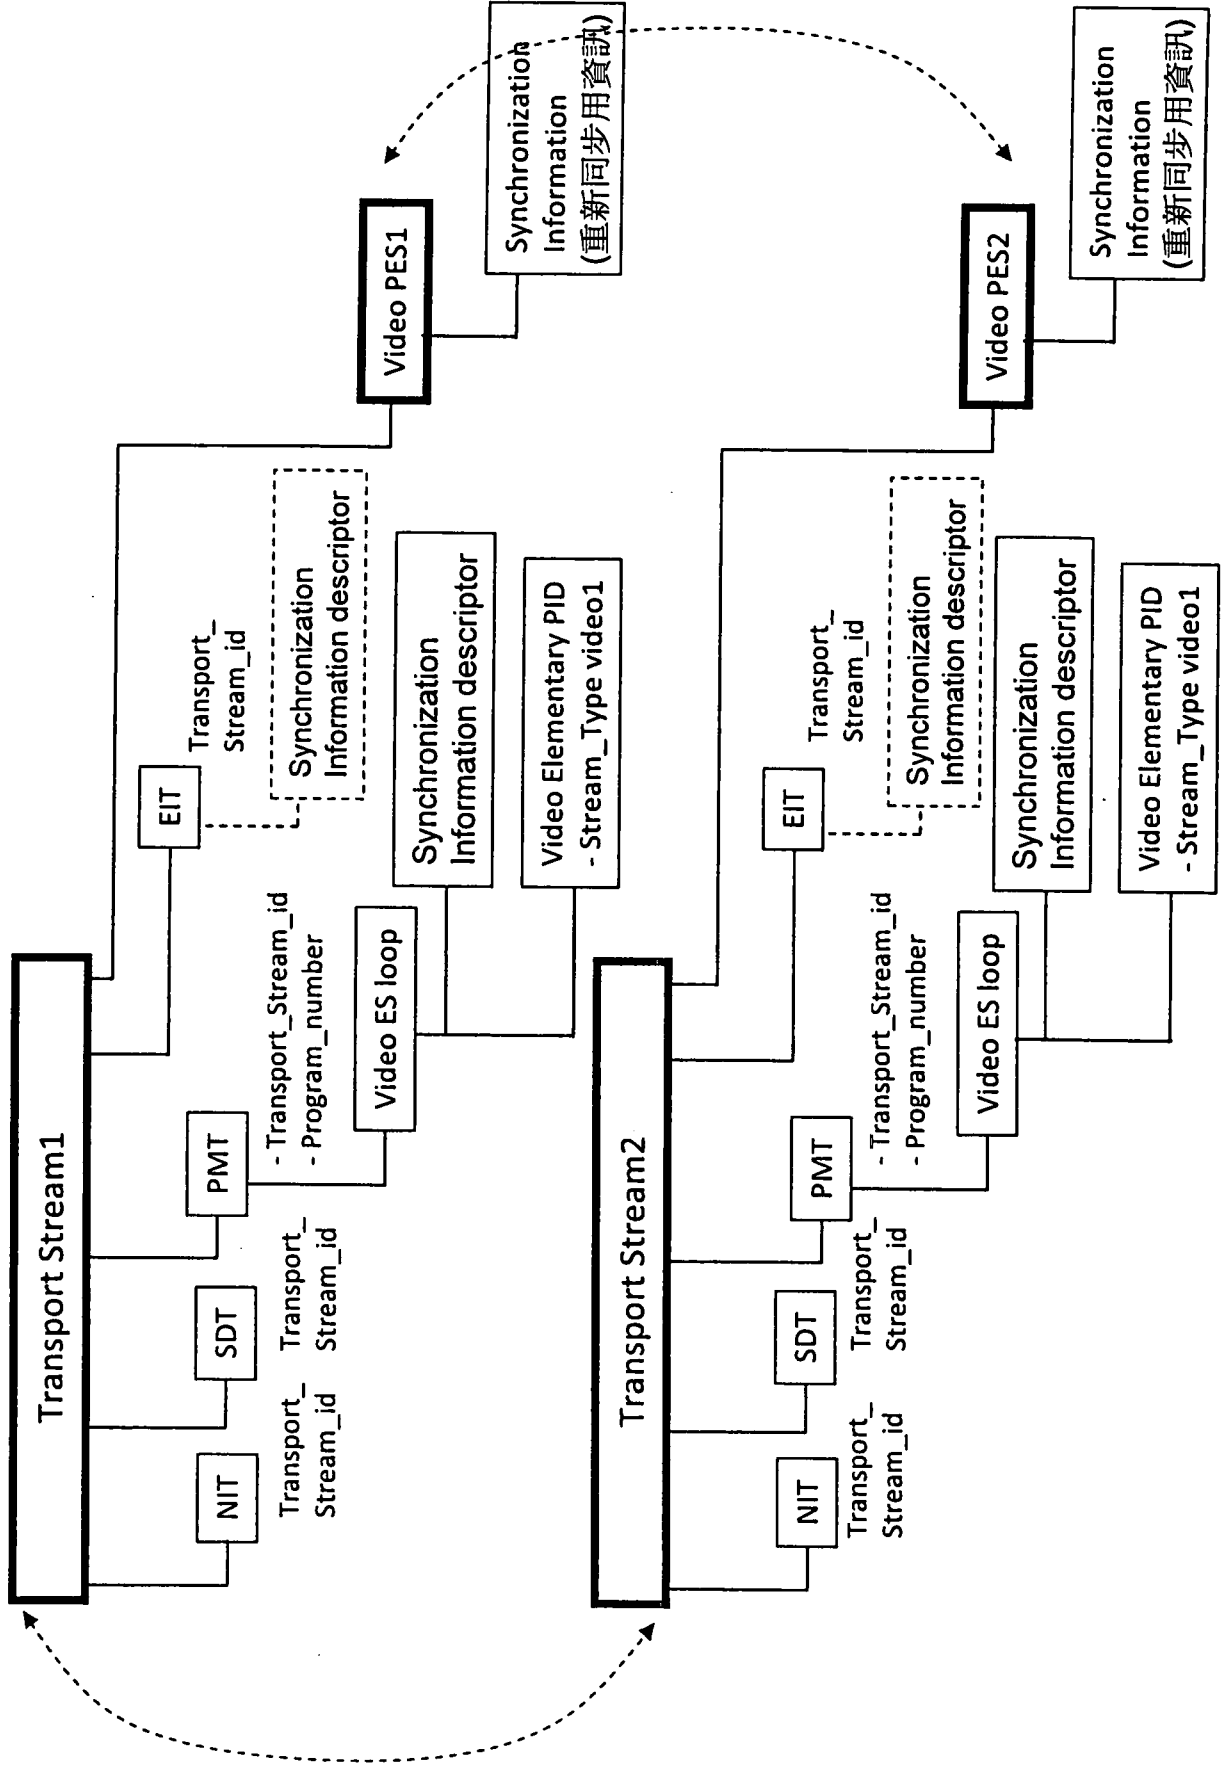 Transport Stream1
NIT
Transport_
Stream_id
SDT
Transport_
Stream_id
PMT
- Transport_Stream_id
- Program_number
Video ES loop
Synchronization
Information descriptor
Video Elementary PID
- Stream_Type video1
EIT
Transport_
Stream_id
Synchronization
Information descriptor
Video PES1
Synchronization
Information
(重新同步用資訊)
Transport Stream2
NIT
Transport_
Stream_id
SDT
Transport_
Stream_id
PMT
- Transport_Stream_id
- Program_number
Video ES loop
Synchronization
Information descriptor
Video Elementary PID
- Stream_Type video1
EIT
Transport_
Stream_id
Synchronization
Information descriptor
Video PES2
Synchronization
Information
(重新同步用資訊)